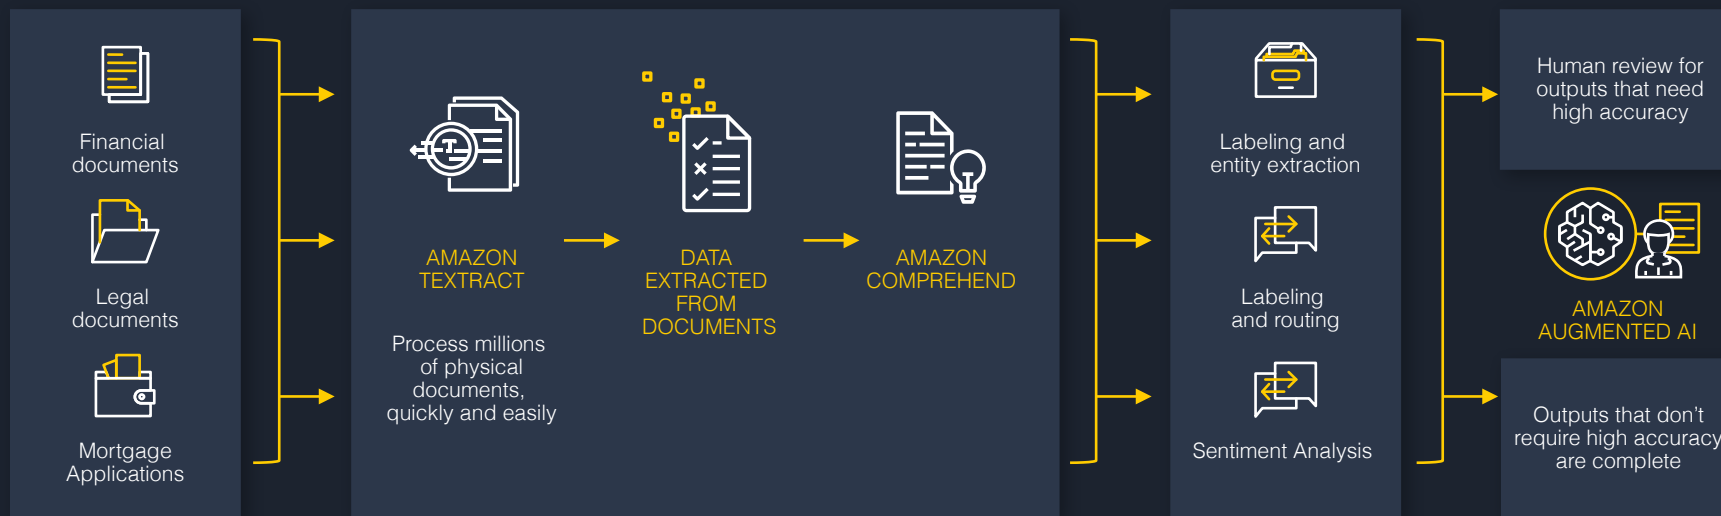 Financial
documents
Legal
documents
Mortgage
Applications
AMAZON
TEXTRACT
Process millions
of physical
documents,
quickly and easily
DATA
EXTRACTED
FROM
DOCUMENTS
AMAZON
COMPREHEND
Labeling and
entity extraction
Labeling
and routing
Sentiment Analysis
Human review for
outputs that need
high accuracy
AMAZON
AUGMENTED AI
Outputs that don't
require high accuracy
are complete